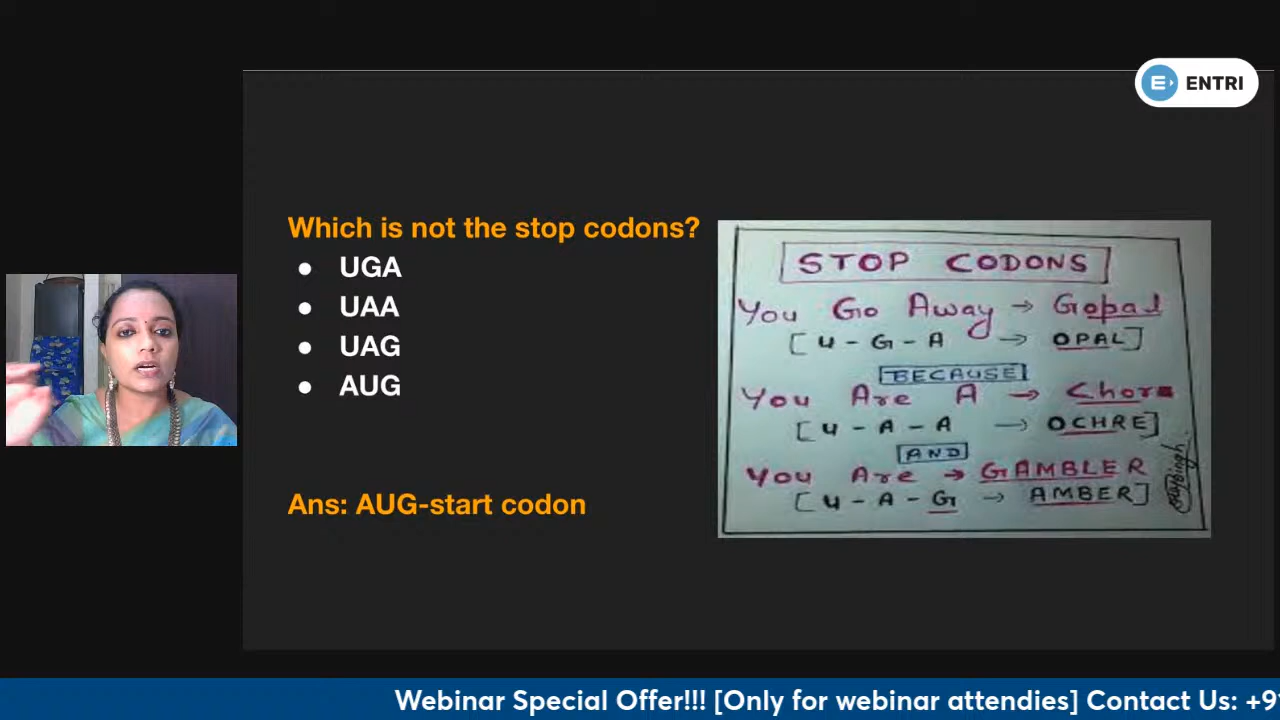 ENTRI
Which is not the stop codons?
● UGA
● UAA
● UAG
● AUG
Ans: AUG-start codon
STOP CODONS
You Go Away → Gopal
[U-G-A → OPAL]
BECAUSE
You Are A → Chore
[U-A-A → OCHRE]
AND
You Are → GAMBLER
[U-A-G → AMBER]
Webinar Special Offer!!! [Only for webinar attendies] Contact Us: +9